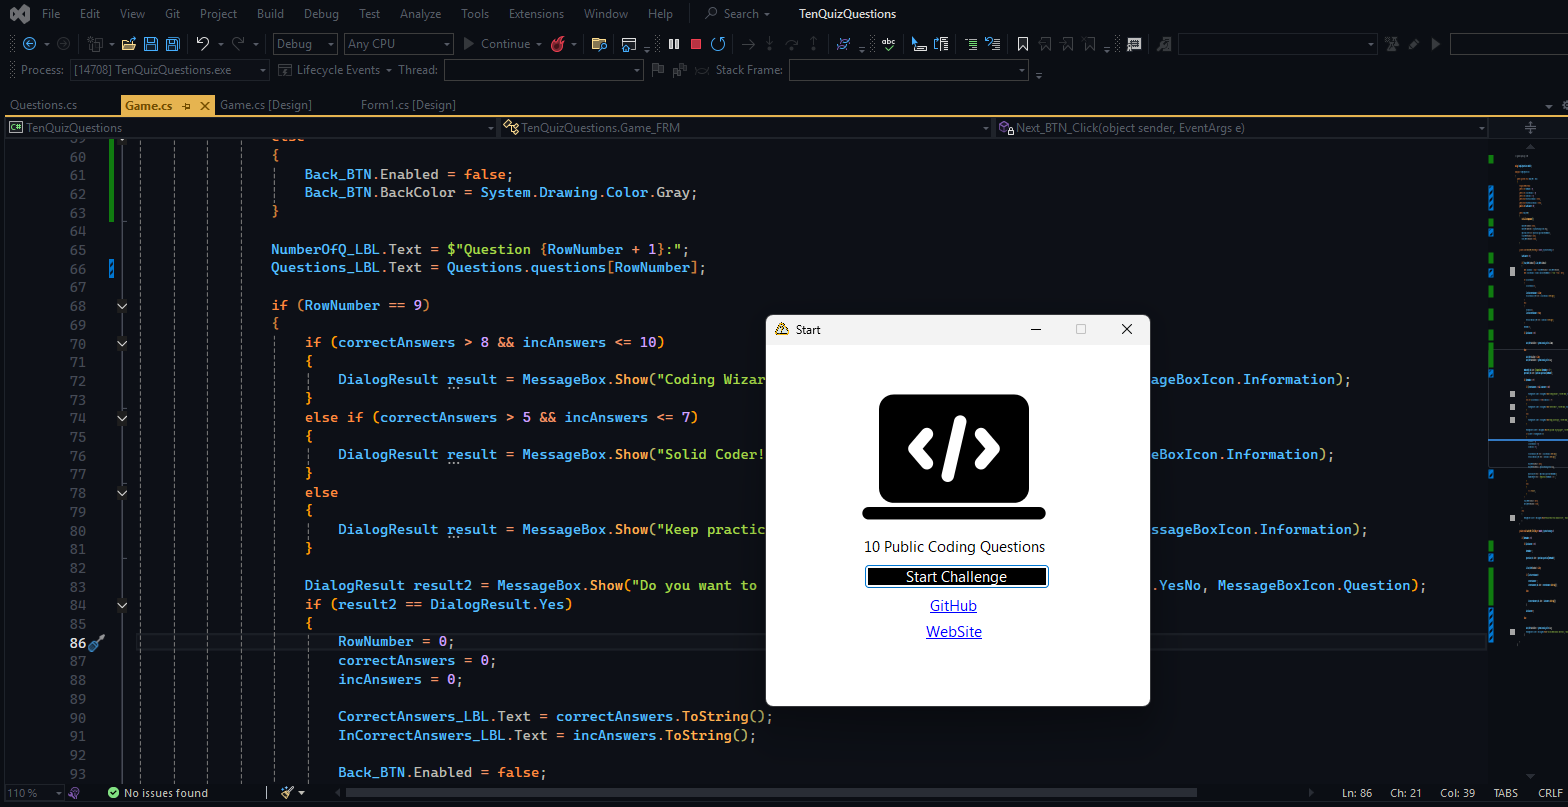 File Edit View Git Project Build Debug Test Analyze Tools Extensions Window Help Search TenQuizQuestions
Debug Any CPU Continue
Process: [14708] TenQuizQuestions.exe Lifecycle Events Thread: Stack Frame:
Questions.cs Game.cs Game.cs [Design] Form1.cs [Design]
C# TenQuizQuestions TenQuizQuestions.Game_FRM Next_BTN_Click(object sender, EventArgs e)
59 else
60 {
61 Back_BTN.Enabled = false;
62 Back_BTN.BackColor = System.Drawing.Color.Gray;
63 }
64
65 NumberOfQ_LBL.Text = $"Question {RowNumber + 1}:";
66 Questions_LBL.Text = Questions.questions[RowNumber];
67
68 if (RowNumber == 9)
69 {
70 if (correctAnswers > 8 && incAnswers <= 10)
71 {
72 DialogResult result = MessageBox.Show("Coding Wizar ageBoxIcon.Information);
73 }
74 else if (correctAnswers > 5 && incAnswers <= 7)
75 {
76 DialogResult result = MessageBox.Show("Solid Coder! eBoxIcon.Information);
77 }
78 else
79 {
80 DialogResult result = MessageBox.Show("Keep practic ssageBoxIcon.Information);
81 }
82
83 DialogResult result2 = MessageBox.Show("Do you want to .YesNo, MessageBoxIcon.Question);
84 if (result2 == DialogResult.Yes)
85 {
86 RowNumber = 0;
87 correctAnswers = 0;
88 incAnswers = 0;
89
90 CorrectAnswers_LBL.Text = correctAnswers.ToString();
91 InCorrectAnswers_LBL.Text = incAnswers.ToString();
92
93 Back_BTN.Enabled = false;
Start
10 Public Coding Questions
Start Challenge
GitHub
WebSite
110 % No issues found Ln: 86 Ch: 21 Col: 39 TABS CRLF